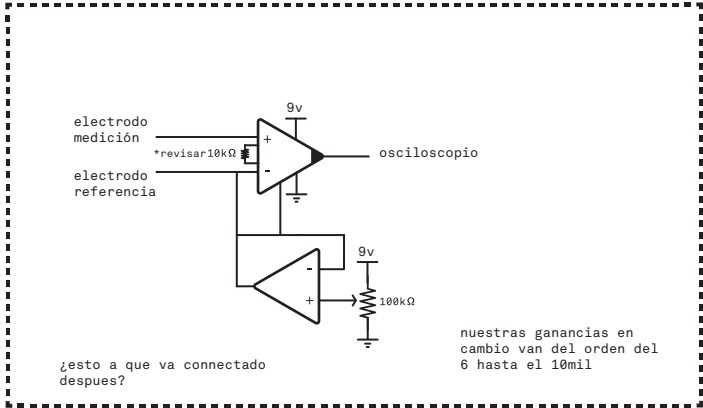 9v
electrodo
medición
+
*revisar10kΩ
osciloscopio
-
electrodo
referencia
9v
-
+
100kΩ
nuestras ganancias en
cambio van del orden del
6 hasta el 10mil
¿esto a que va connectado
despues?